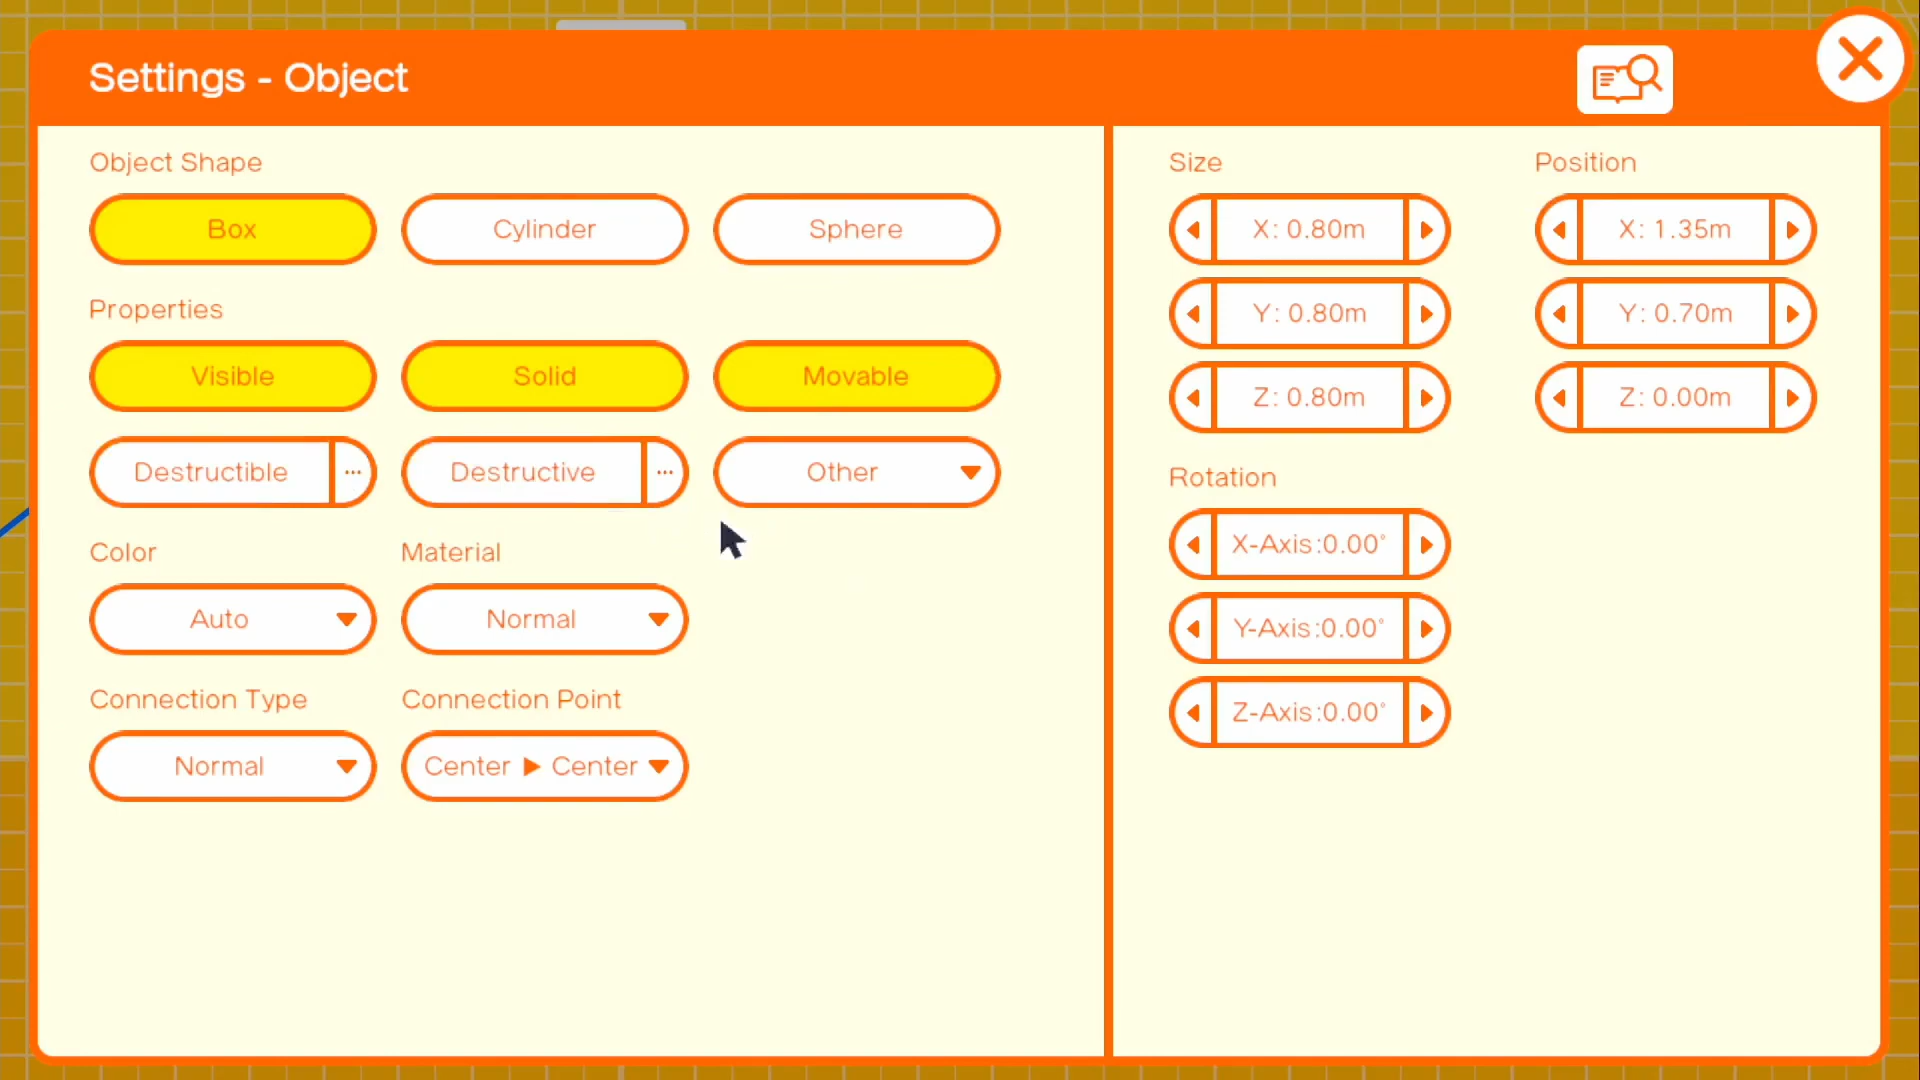 Settings - Object
Object Shape
Box
Cylinder
Sphere
Properties
Visible
Solid
Movable
Destructible
...
Destructive
...
Other
Color
Material
Auto
Normal
Connection Type
Connection Point
Normal
Center ▶ Center
Size
Position
X: 0.80m
X: 1.35m
Y: 0.80m
Y: 0.70m
Z: 0.80m
Z: 0.00m
Rotation
X-Axis:0.00°
Y-Axis:0.00°
Z-Axis:0.00°